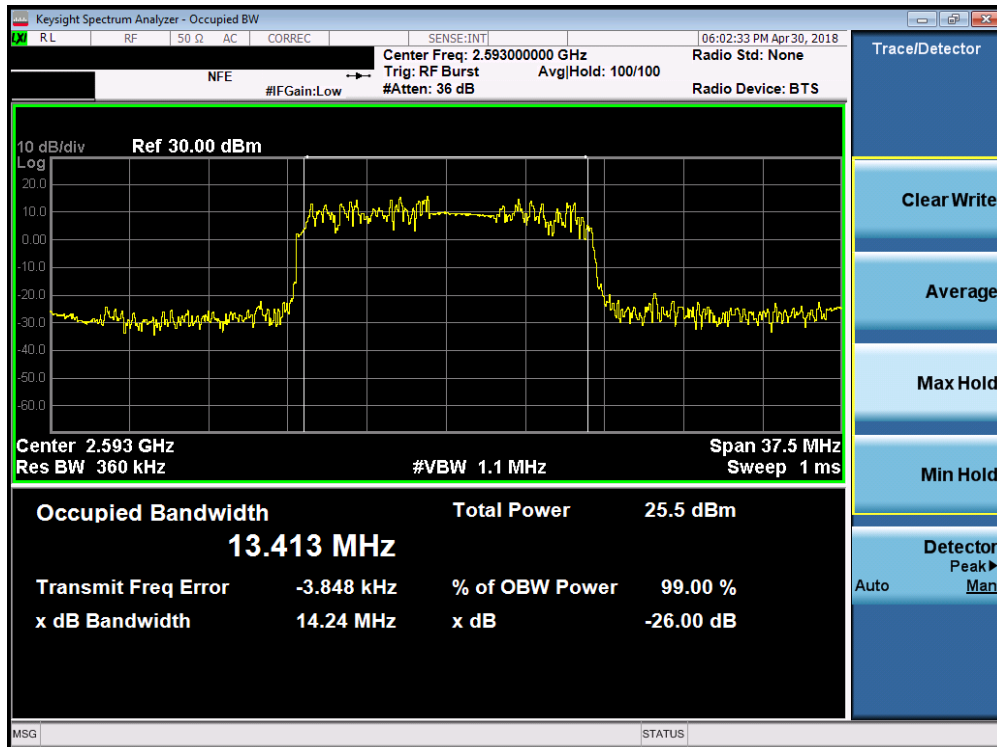 Keysight Spectrum Analyzer - Occupied BW
LXI RL RF 50 Ω AC CORREC SENSE:INT 06:02:33 PM Apr 30, 2018
Center Freq: 2.593000000 GHz Radio Std: None
NFE Trig: RF Burst Avg|Hold: 100/100
#IFGain:Low #Atten: 36 dB Radio Device: BTS
10 dB/div Ref 30.00 dBm
Log
20.0
10.0
0.00
-10.0
-20.0
-30.0
-40.0
-50.0
-60.0
Center 2.593 GHz Span 37.5 MHz
Res BW 360 kHz #VBW 1.1 MHz Sweep 1 ms
Occupied Bandwidth Total Power 25.5 dBm
13.413 MHz
Transmit Freq Error -3.848 kHz % of OBW Power 99.00 %
x dB Bandwidth 14.24 MHz x dB -26.00 dB
MSG STATUS
Trace/Detector
Clear Write
Average
Max Hold
Min Hold
Detector
Peak▶
Auto Man